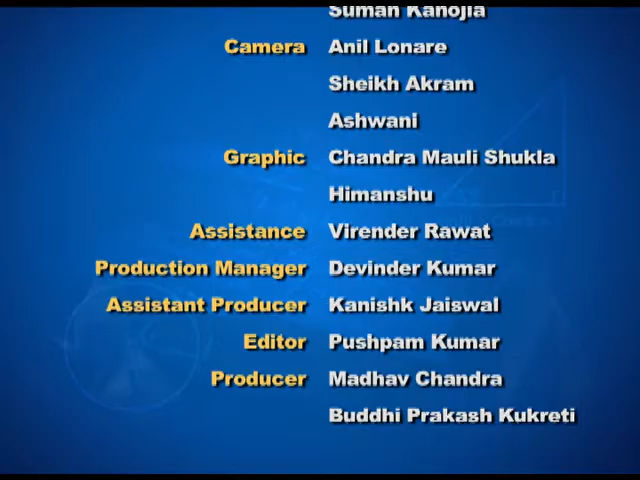 Suman Kanojia
Camera Anil Lonare
Sheikh Akram
Ashwani
Graphic Chandra Mauli Shukla
Himanshu
Assistance Virender Rawat
Production Manager Devinder Kumar
Assistant Producer Kanishk Jaiswal
Editor Pushpam Kumar
Producer Madhav Chandra
Buddhi Prakash Kukreti